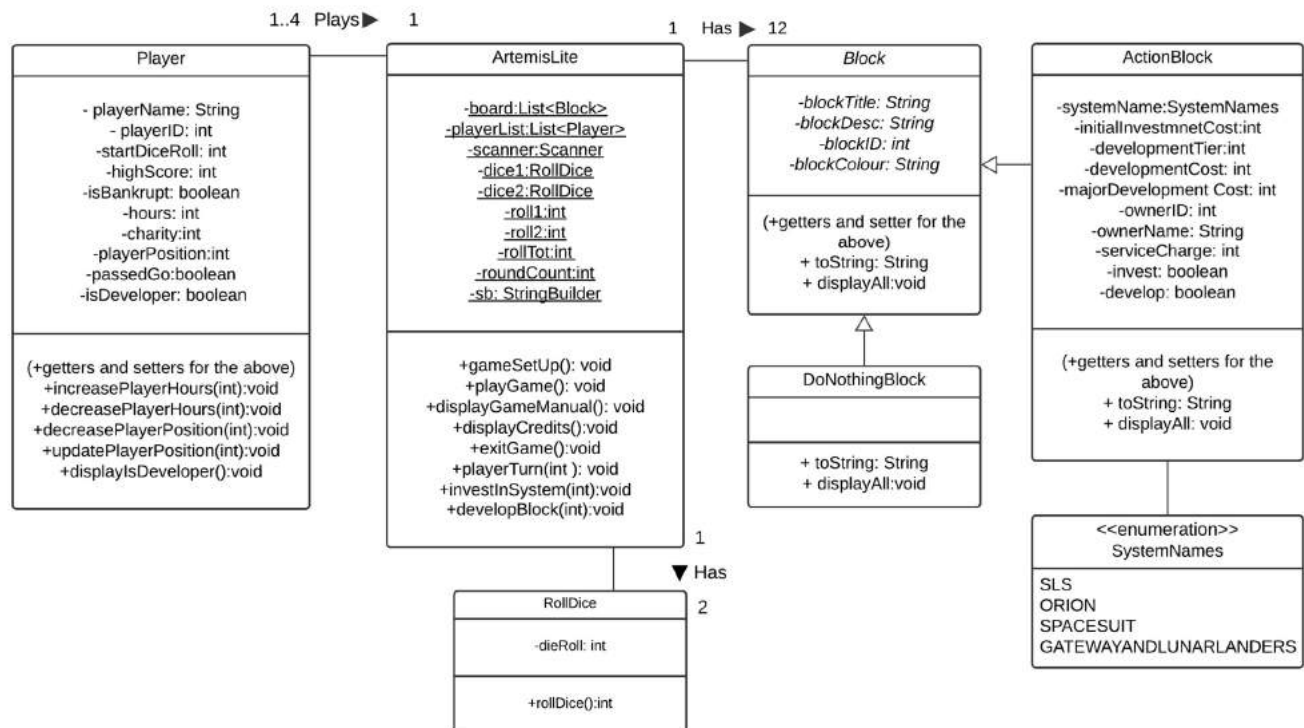 1..4 Plays ▶ 1
Player
- playerName: String
- playerID: int
-startDiceRoll: int
-highScore: int
-isBankrupt: boolean
-hours: int
-charity:int
-playerPosition:int
-passedGo:boolean
-isDeveloper: boolean
(+getters and setters for the above)
+increasePlayerHours(int):void
+decreasePlayerHours(int):void
+decreasePlayerPosition(int):void
+updatePlayerPosition(int):void
+displayIsDeveloper():void
ArtemisLite
-board:List<Block>
-playerList:List<Player>
-scanner:Scanner
-dice1:RollDice
-dice2:RollDice
-roll1:int
-roll2:int
-rollTot:int
-roundCount:int
-sb: StringBuilder
+gameSetUp(): void
+playGame(): void
+displayGameManual(): void
+displayCredits():void
+exitGame():void
+playerTurn(int ): void
+investInSystem(int):void
+developBlock(int):void
1
▼ Has
2
RollDice
-dieRoll: int
+rollDice():int
1 Has ▶ 12
Block
-blockTitle: String
-blockDesc: String
-blockID: int
-blockColour: String
(+getters and setter for the
above)
+ toString: String
+ displayAll:void
DoNothingBlock
+ toString: String
+ displayAll:void
ActionBlock
-systemName:SystemNames
-initialInvestmnetCost:int
-developmentTier:int
-developmentCost: int
-majorDevelopment Cost: int
-ownerID: int
-ownerName: String
-serviceCharge: int
-invest: boolean
-develop: boolean
(+getters and setters for the
above)
+ toString: String
+ displayAll: void
<<enumeration>>
SystemNames
SLS
ORION
SPACESUIT
GATEWAYANDLUNARLANDERS